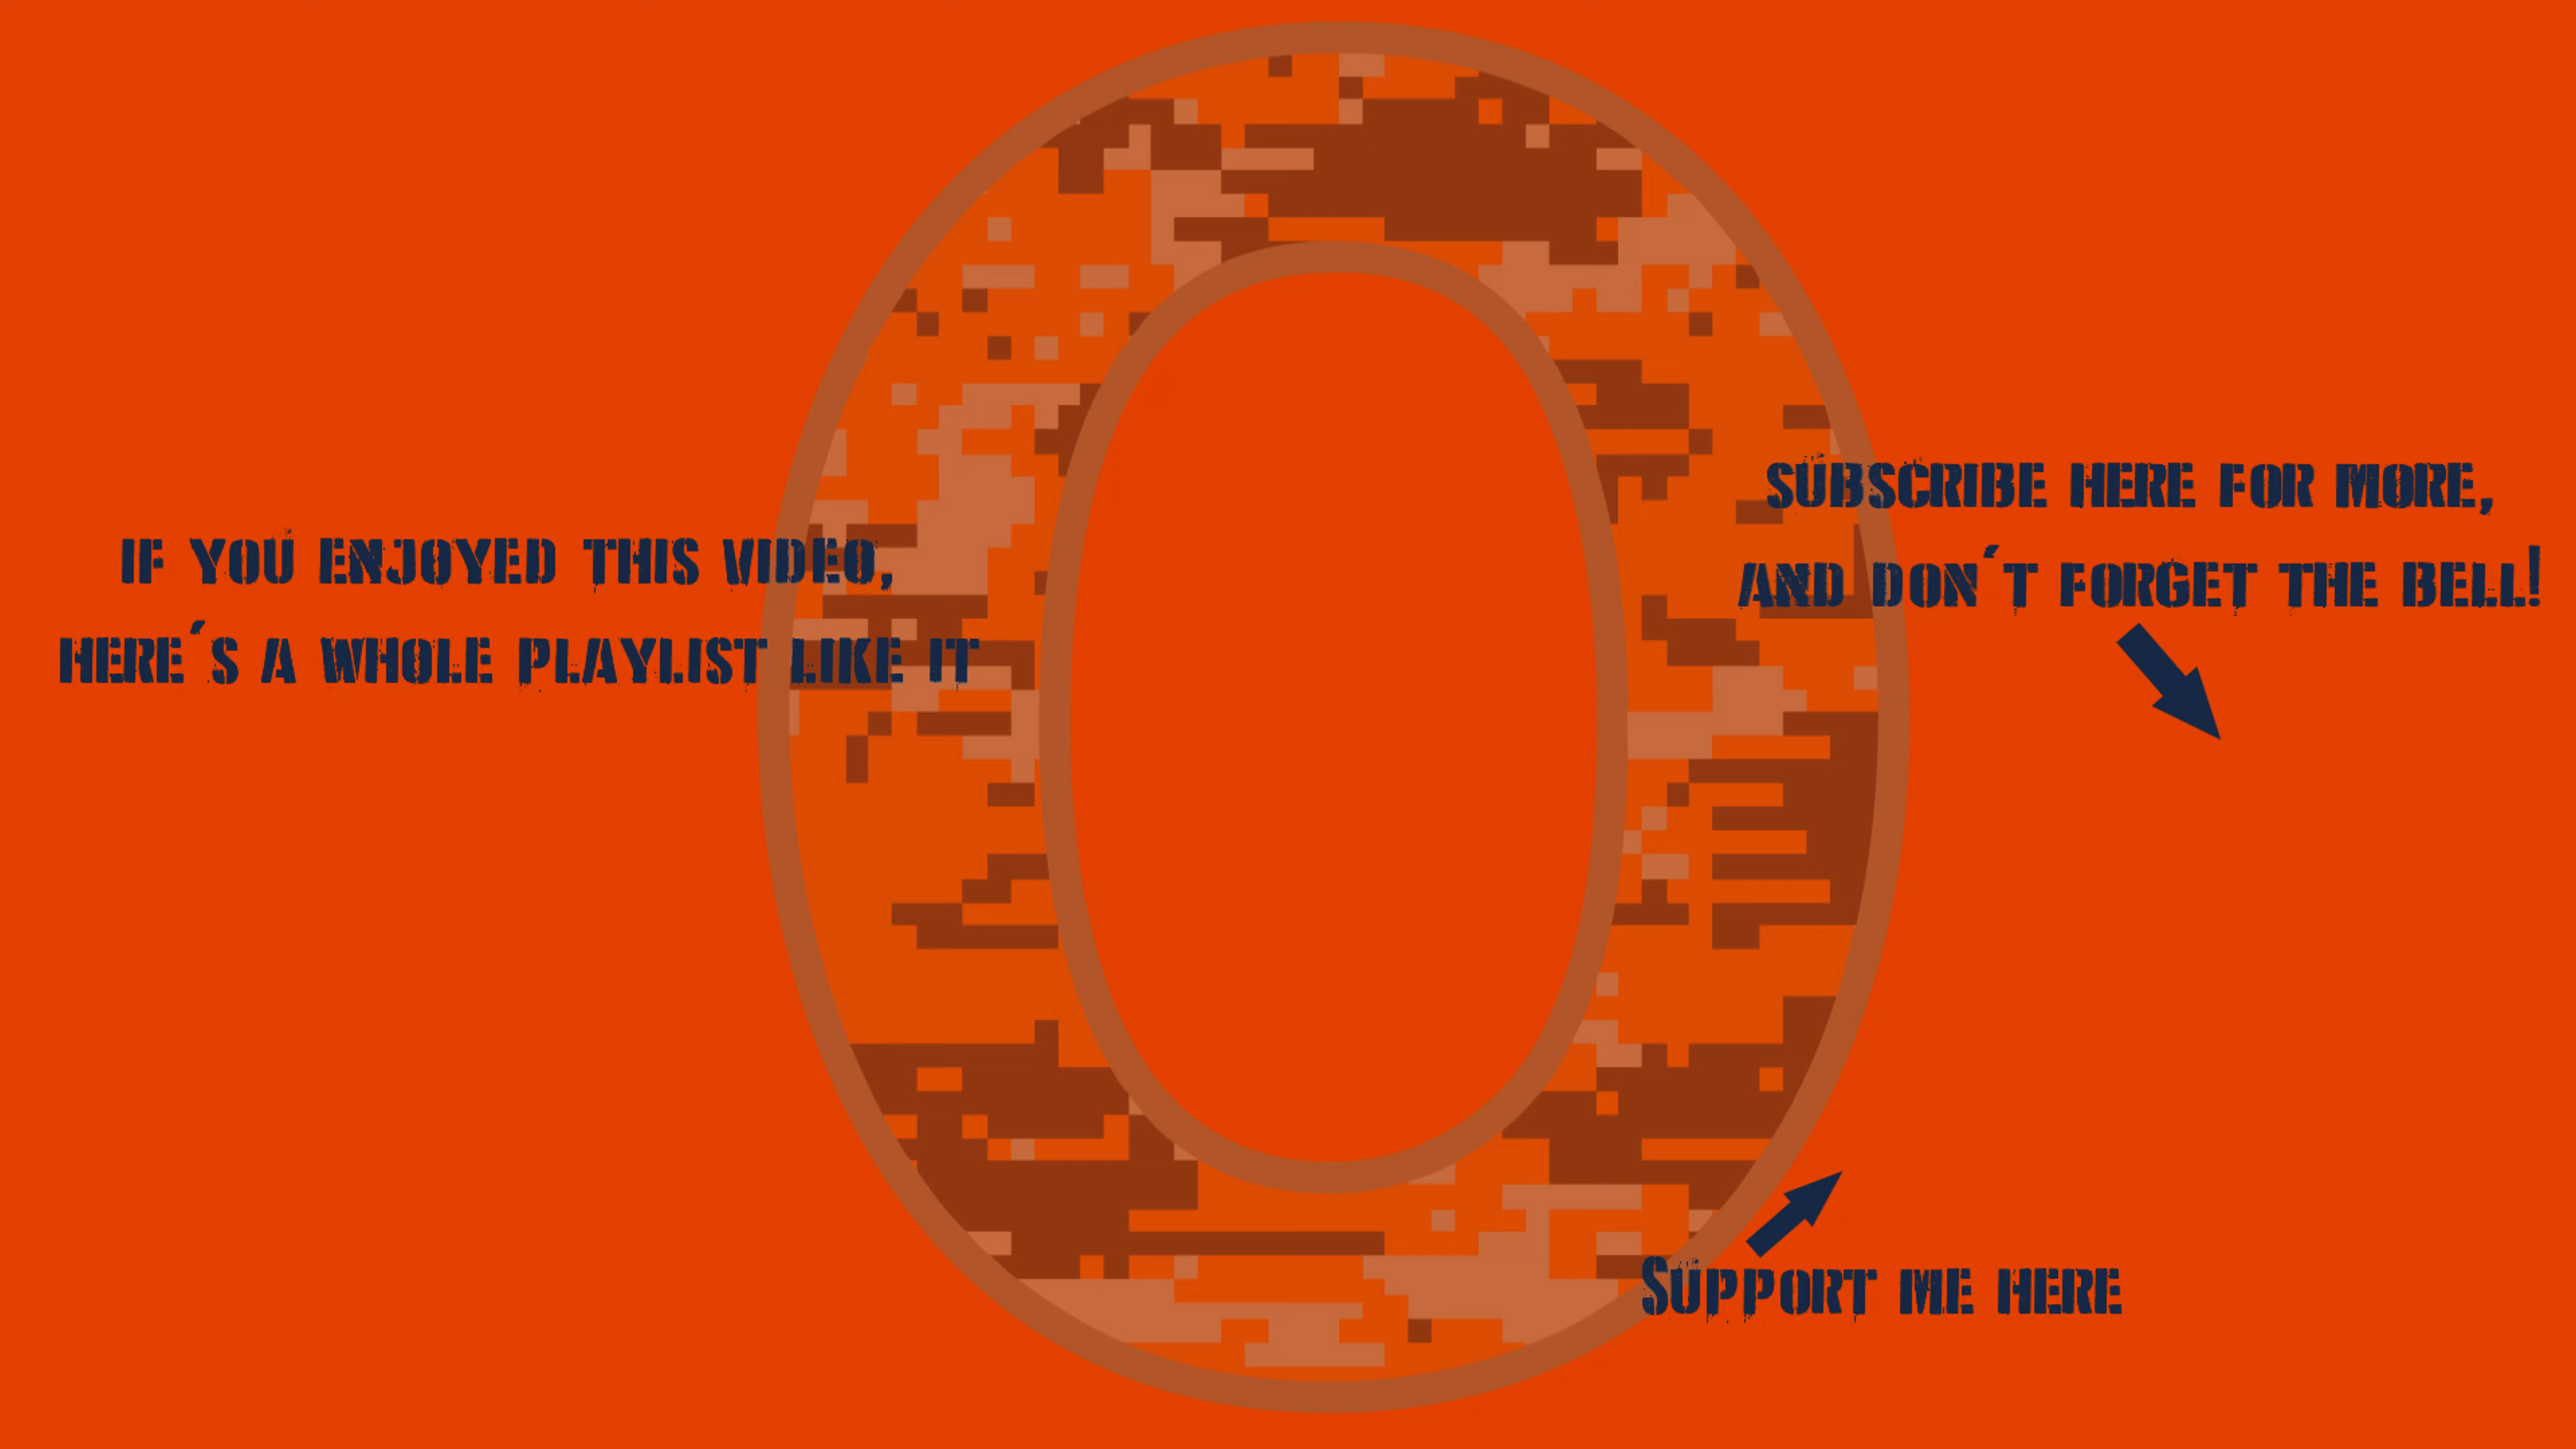 IF YOU ENJOYED THIS VIDEO,
HERE´S A WHOLE PLAYLIST LIKE IT
SUBSCRIBE HERE FOR MORE,
AND DON´T FORGET THE BELL!
SUPPORT ME HERE
O